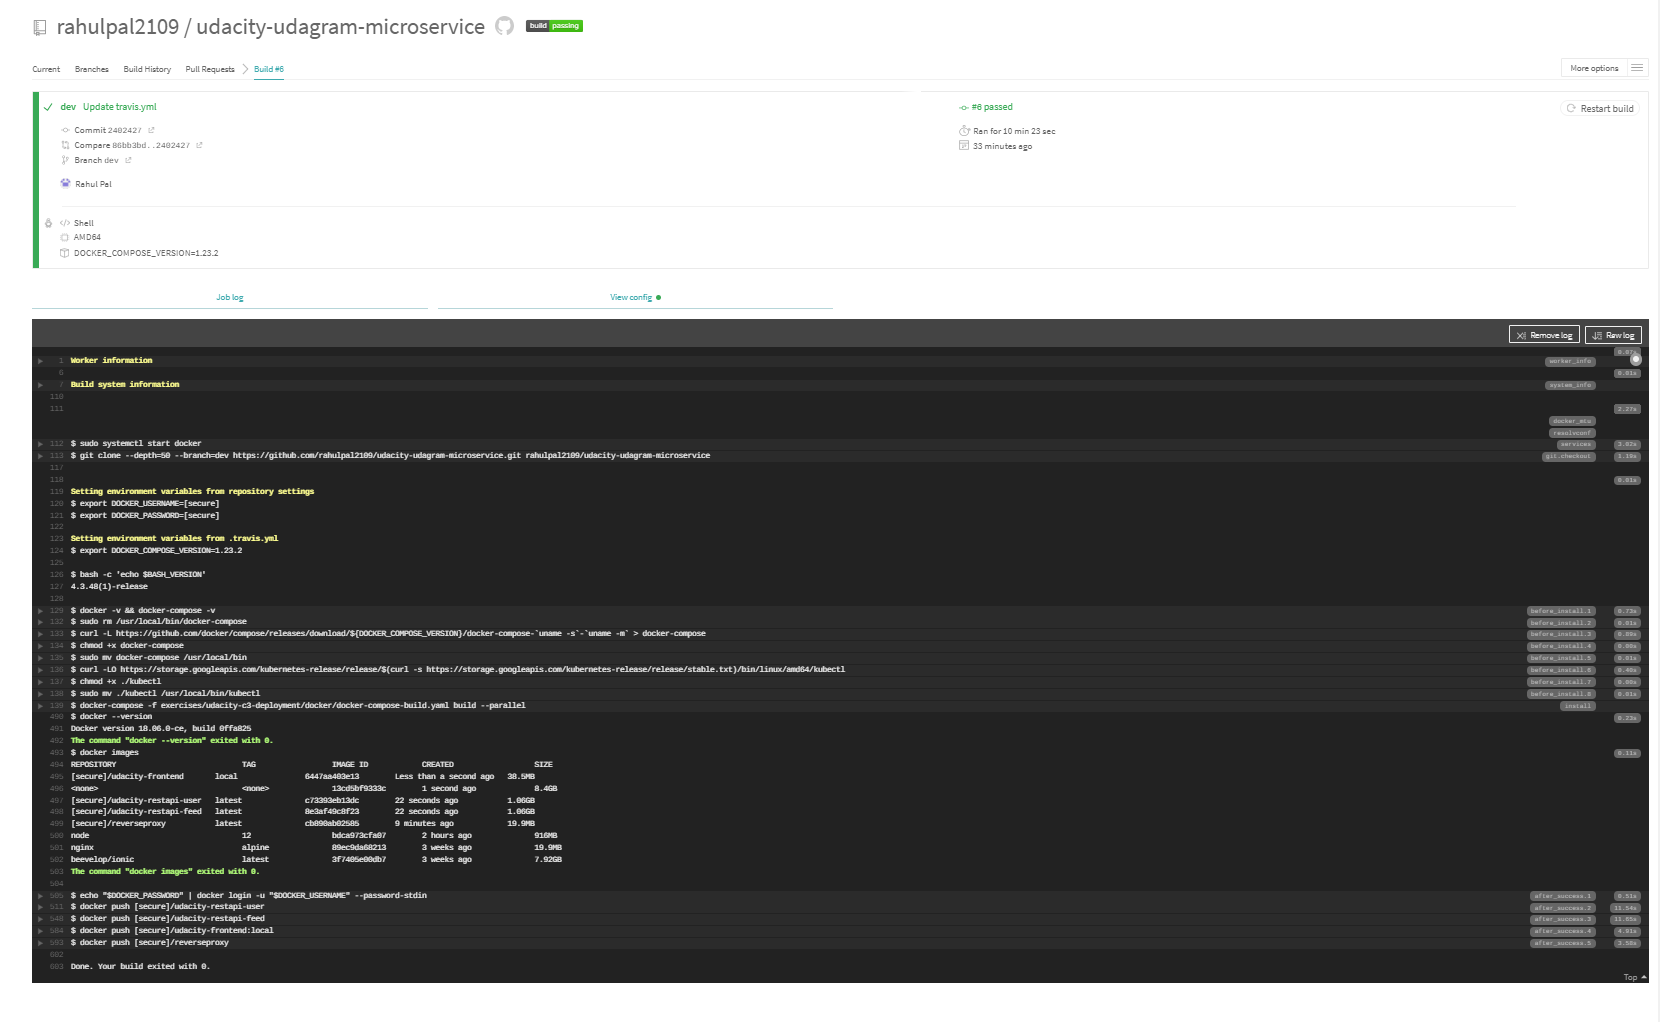 rahulpal2109 / udacity-udagram-microservice build passing
Current Branches Build History Pull Requests Build #6 More options
dev Update travis.yml #6 passed Restart build
Commit 2402427 Ran for 10 min 23 sec
Compare 86bb3bd..2402427 33 minutes ago
Branch dev
Rahul Pal
Shell
AMD64
DOCKER_COMPOSE_VERSION=1.23.2
Job log View config
Remove log Raw log
1 Worker information worker_info
6 0.01s
7 Build system information system_info
110
111 2.27s
docker_mtu
resolvconf
112 $ sudo systemctl start docker services 3.02s
113 $ git clone --depth=50 --branch=dev https://github.com/rahulpal2109/udacity-udagram-microservice.git rahulpal2109/udacity-udagram-microservice git.checkout 1.19s
117
118 0.01s
119 Setting environment variables from repository settings
120 $ export DOCKER_USERNAME=[secure]
121 $ export DOCKER_PASSWORD=[secure]
122
123 Setting environment variables from .travis.yml
124 $ export DOCKER_COMPOSE_VERSION=1.23.2
125
126 $ bash -c 'echo $BASH_VERSION'
127 4.3.48(1)-release
128
129 $ docker -v && docker-compose -v before_install.1 0.73s
132 $ sudo rm /usr/local/bin/docker-compose before_install.2 0.01s
133 $ curl -L https://github.com/docker/compose/releases/download/${DOCKER_COMPOSE_VERSION}/docker-compose-`uname -s`-`uname -m` > docker-compose before_install.3
134 $ chmod +x docker-compose before_install.4 0.00s
135 $ sudo mv docker-compose /usr/local/bin before_install.5 0.01s
136 $ curl -LO https://storage.googleapis.com/kubernetes-release/release/$(curl -s https://storage.googleapis.com/kubernetes-release/release/stable.txt)/bin/linux/amd64/kubectl before_install.6
137 $ chmod +x ./kubectl before_install.7 0.00s
138 $ sudo mv ./kubectl /usr/local/bin/kubectl before_install.8 0.01s
139 $ docker-compose -f exercises/udacity-c3-deployment/docker/docker-compose-build.yaml build --parallel install
490 $ docker --version 0.23s
491 Docker version 18.06.0-ce, build 0ffa825
492 The command "docker --version" exited with 0.
493 $ docker images 0.11s
494 REPOSITORY TAG IMAGE ID CREATED SIZE
495 [secure]/udacity-frontend local 6447aa403e13 Less than a second ago 38.5MB
496 <none> <none> 13cd5bf9333c 1 second ago 8.4GB
497 [secure]/udacity-restapi-user latest c73393eb13dc 22 seconds ago 1.06GB
498 [secure]/udacity-restapi-feed latest 8e3af49c8f23 22 seconds ago 1.06GB
499 [secure]/reverseproxy latest cb890ab02585 9 minutes ago 19.9MB
500 node 12 bdca973cfa07 2 hours ago 916MB
501 nginx alpine 89ec9da68213 3 weeks ago 19.9MB
502 beevelop/ionic latest 3f7405e00db7 3 weeks ago 7.92GB
503 The command "docker images" exited with 0.
504
505 $ echo "$DOCKER_PASSWORD" | docker login -u "$DOCKER_USERNAME" --password-stdin after_success.1 0.51s
511 $ docker push [secure]/udacity-restapi-user after_success.2 11.54s
548 $ docker push [secure]/udacity-restapi-feed after_success.3
584 $ docker push [secure]/udacity-frontend:local after_success.4 4.91s
593 $ docker push [secure]/reverseproxy after_success.5 3.58s
602
603 Done. Your build exited with 0.
Top